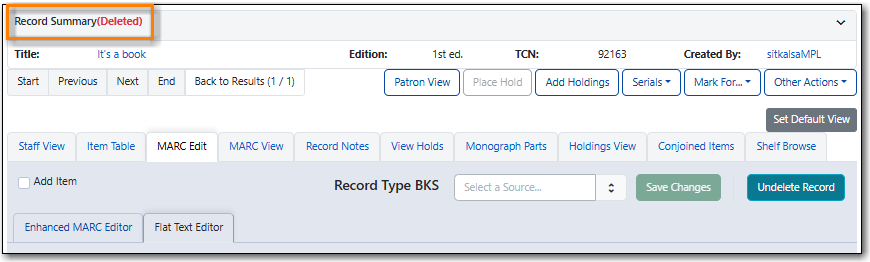 Record Summary(Deleted)
Title: It's a book Edition: 1st ed. TCN: 92163 Created By: sitkalsaMPL
Start Previous Next End Back to Results (1 / 1) Patron View Place Hold Add Holdings Serials Mark For... Other Actions
Set Default View
Staff View Item Table MARC Edit MARC View Record Notes View Holds Monograph Parts Holdings View Conjoined Items Shelf Browse
Add Item Record Type BKS Select a Source... Save Changes Undelete Record
Enhanced MARC Editor Flat Text Editor